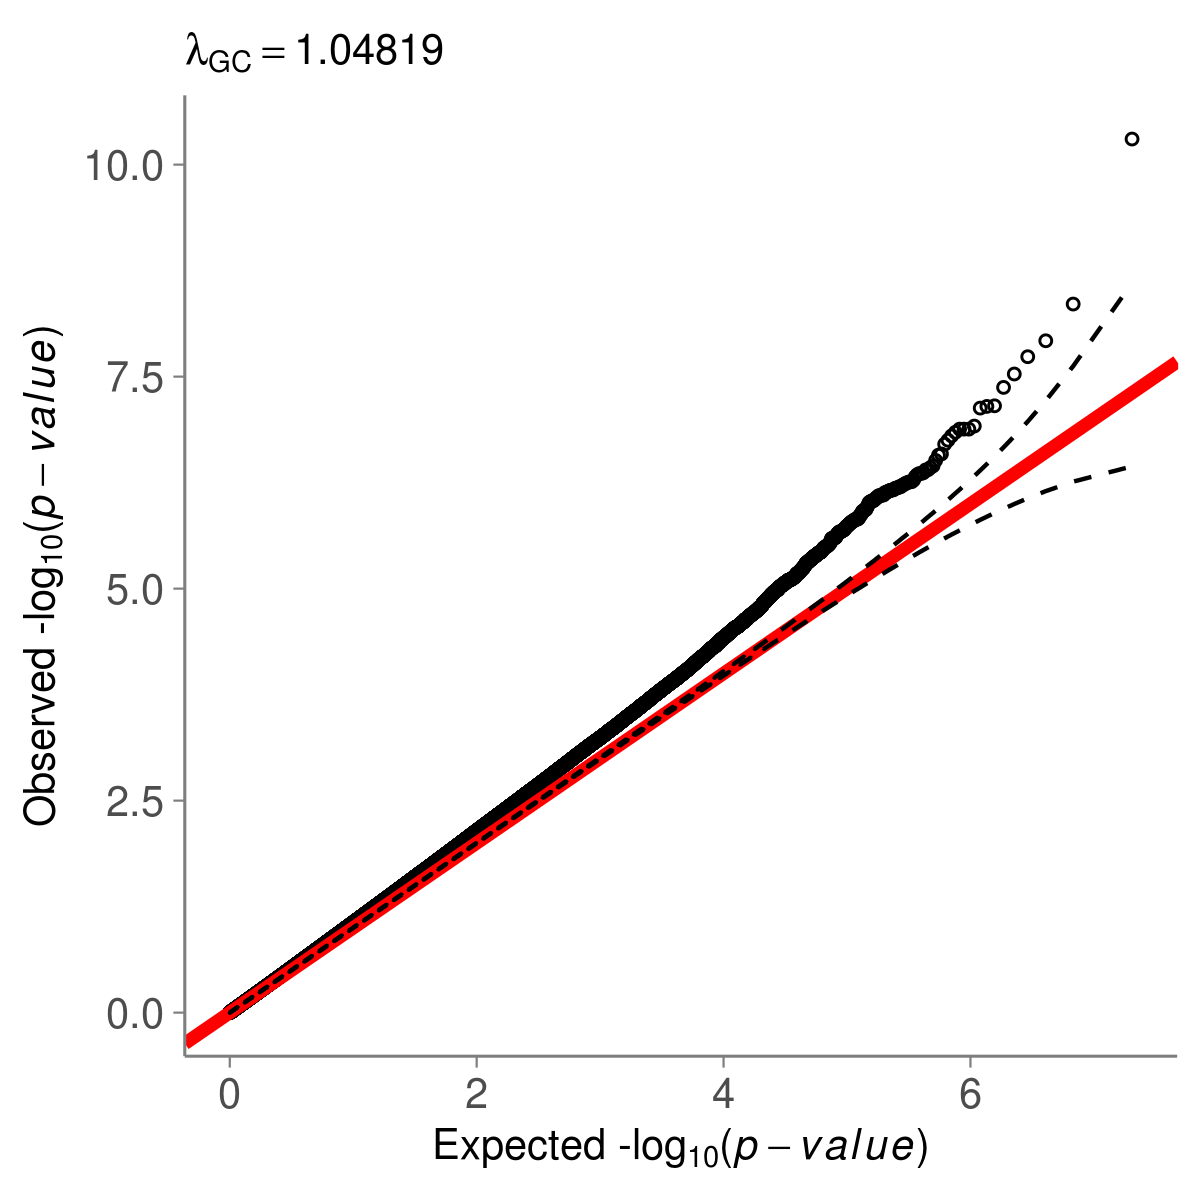 λGC = 1.04819
10.0
7.5
5.0
2.5
0.0
Observed -log10(p − value)
0 2 4 6
Expected -log10(p − value)